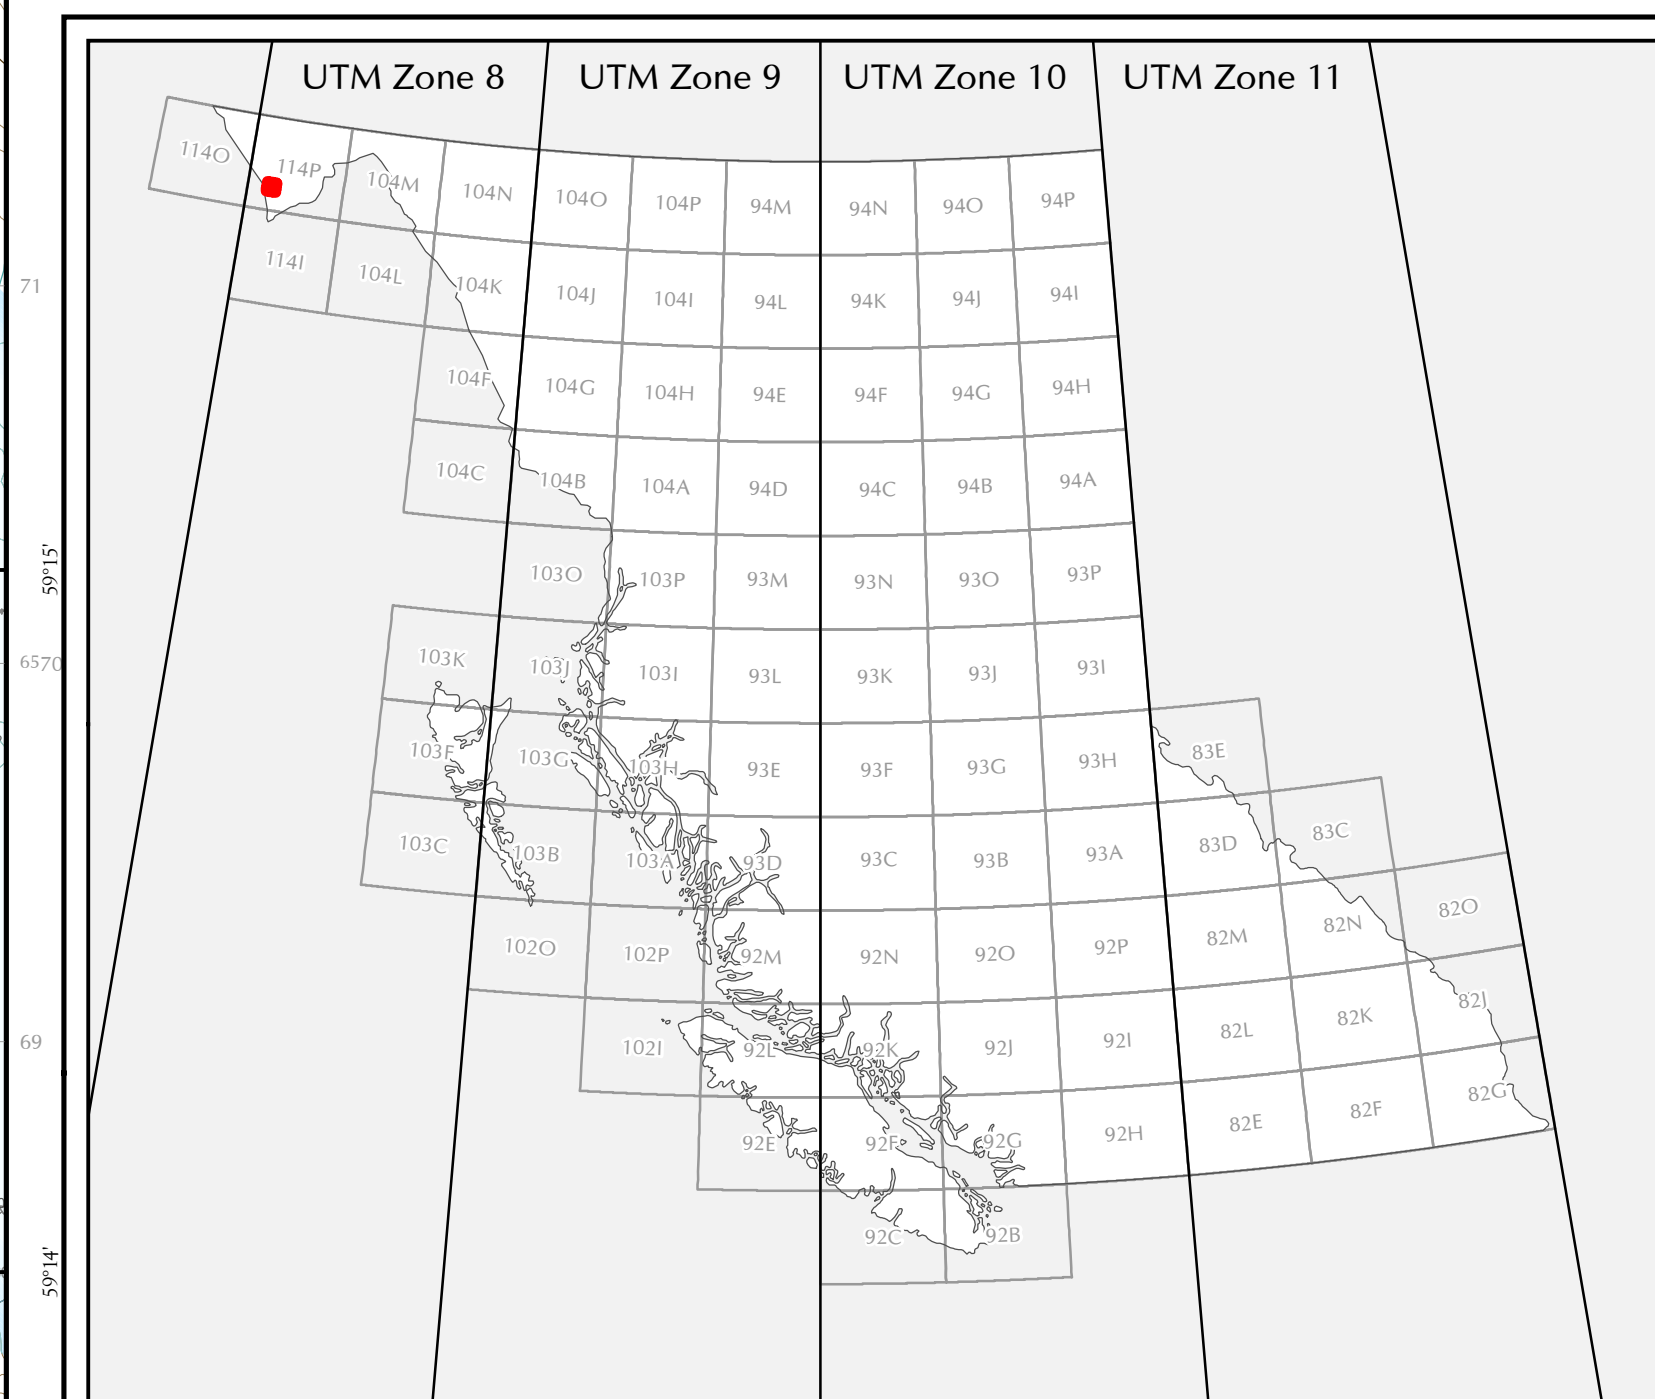 UTM Zone 8 UTM Zone 9 UTM Zone 10 UTM Zone 11
114O 114P 104M 104N 104O 104P 94M 94N 94O 94P
114I 104L 104K 104J 104I 94L 94K 94J 94I
71
104F 104G 104H 94E 94F 94G 94H
104C 104B 104A 94D 94C 94B 94A
59°15'
103O 103P 93M 93N 93O 93P
6570
103K 103J 103I 93L 93K 93J 93I
103F 103G 103H 93E 93F 93G 93H 83E
103C 103B 103A 93D 93C 93B 93A 83D 83C
102O 102P 92M 92N 92O 92P 82M 82N 82O
69
102I 92L 92K 92J 92I 82L 82K 82J
92E 92F 92G 92H 82E 82F 82G
92C 92B
59°14'